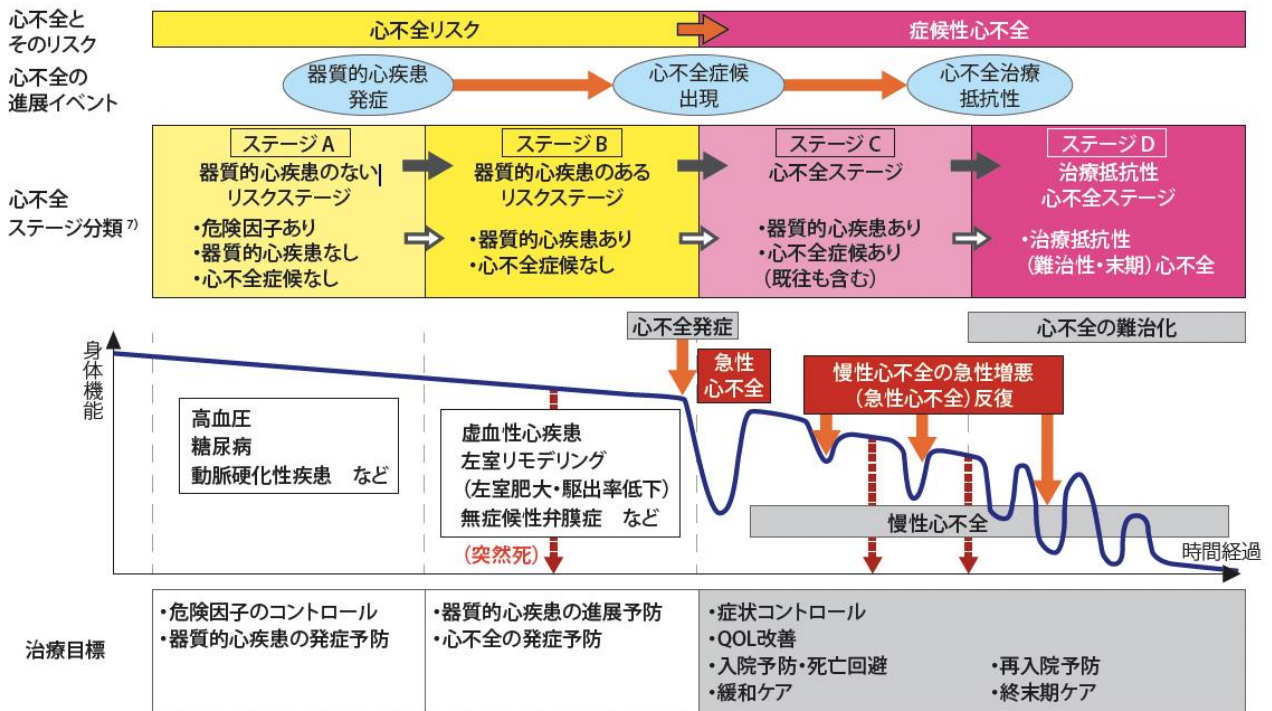 心不全と
そのリスク
心不全リスク
症候性心不全
心不全の
進展イベント
器質的心疾患
発症
心不全症候
出現
心不全治療
抵抗性
心不全
ステージ分類 7)
ステージA
器質的心疾患のない
リスクステージ
・危険因子あり
・器質的心疾患なし
・心不全症候なし
ステージB
器質的心疾患のある
リスクステージ
・器質的心疾患あり
・心不全症候なし
ステージC
心不全ステージ
・器質的心疾患あり
・心不全症候あり
(既往も含む)
ステージD
治療抵抗性
心不全ステージ
・治療抵抗性
(難治性・末期)心不全
身体機能
心不全発症
心不全の難治化
急性
心不全
慢性心不全の急性増悪
(急性心不全)反復
高血圧
糖尿病
動脈硬化性疾患 など
虚血性心疾患
左室リモデリング
(左室肥大・駆出率低下)
無症候性弁膜症 など
(突然死)
慢性心不全
時間経過
治療目標
・危険因子のコントロール
・器質的心疾患の発症予防
・器質的心疾患の進展予防
・心不全の発症予防
・症状コントロール
・QOL改善
・入院予防・死亡回避
・緩和ケア
・再入院予防
・終末期ケア